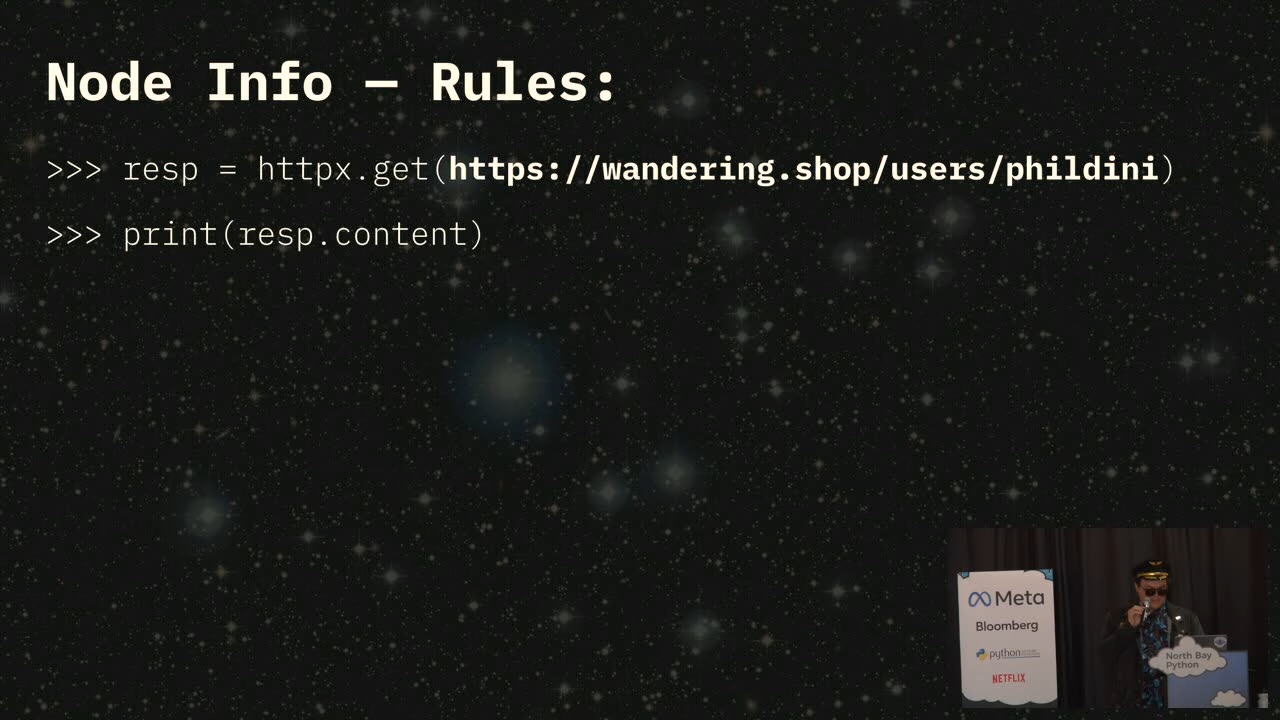 Node Info — Rules:
>>> resp = httpx.get(https://wandering.shop/users/phildini)
>>> print(resp.content)
Meta
Bloomberg
python
NETFLIX
North Bay
Python